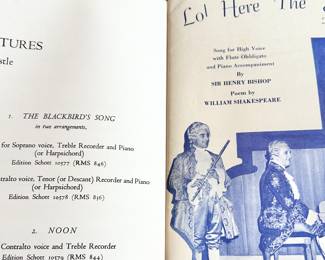 TURES
stle
1. THE BLACKBIRD'S SONG
in two arrangements,
for Soprano voice, Treble Recorder and Piano
(or Harpsichord)
Edition Schott 10577 (RMS 846)
ntralto voice, Tenor (or Descant) Recorder and Piano
(or Harpsichord)
Edition Schott 10578 (RMS 836)
2. NOON
Contralto voice and Treble Recorder
Edition Schott 10579 (RMS 844)
Lo! Here The
Song for High Voice
with Flute Obbligato
and Piano Accompaniment
By
SIR HENRY BISHOP
Poem by
WILLIAM SHAKESPEARE